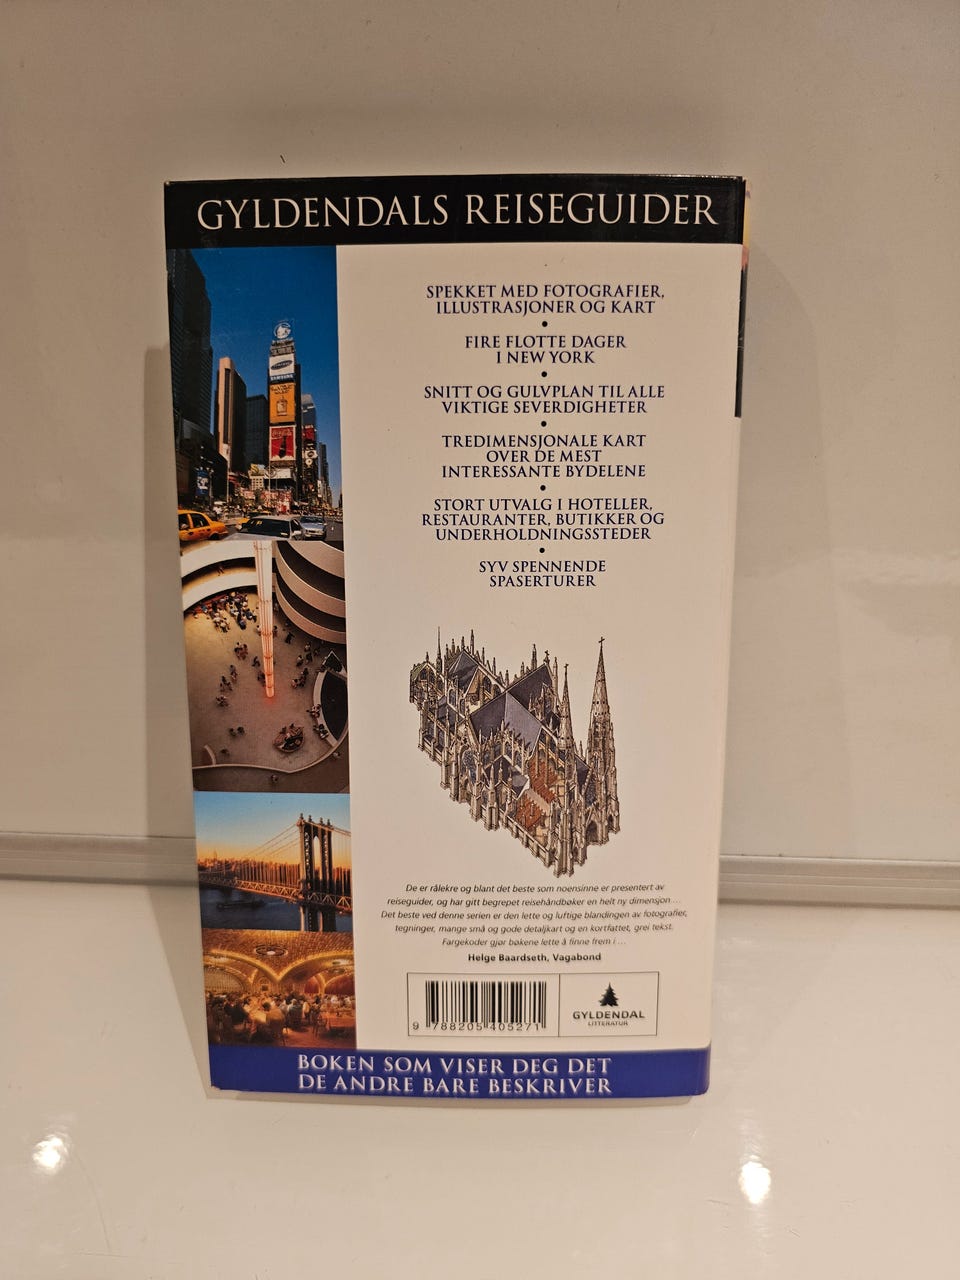 GYLDENDALS REISEGUIDER
SPEKKET MED FOTOGRAFIER,
ILLUSTRASJONER OG KART
•
FIRE FLOTTE DAGER
I NEW YORK
•
SNITT OG GULVPLAN TIL ALLE
VIKTIGE SEVERDIGHETER
•
TREDIMENSJONALE KART
OVER DE MEST
INTERESSANTE BYDELENE
•
STORT UTVALG I HOTELLER,
RESTAURANTER, BUTIKKER OG
UNDERHOLDNINGSSTEDER
•
SYV SPENNENDE
SPASERTURER
SAMSUNG
Coca-Cola
De er rålekre og blant det beste som noensinne er presentert av
reiseguider, og har gitt begrepet reisehåndbøker en helt ny dimensjon ...
Det beste ved denne serien er den lette og luftige blandingen av fotografier,
tegninger, mange små og gode detaljkart og en kortfattet, grei tekst.
Fargekoder gjør bøkene lette å finne frem i ...
Helge Baardseth, Vagabond
9 788205 405271
GYLDENDAL
LITTERATUR
BOKEN SOM VISER DEG DET
DE ANDRE BARE BESKRIVER